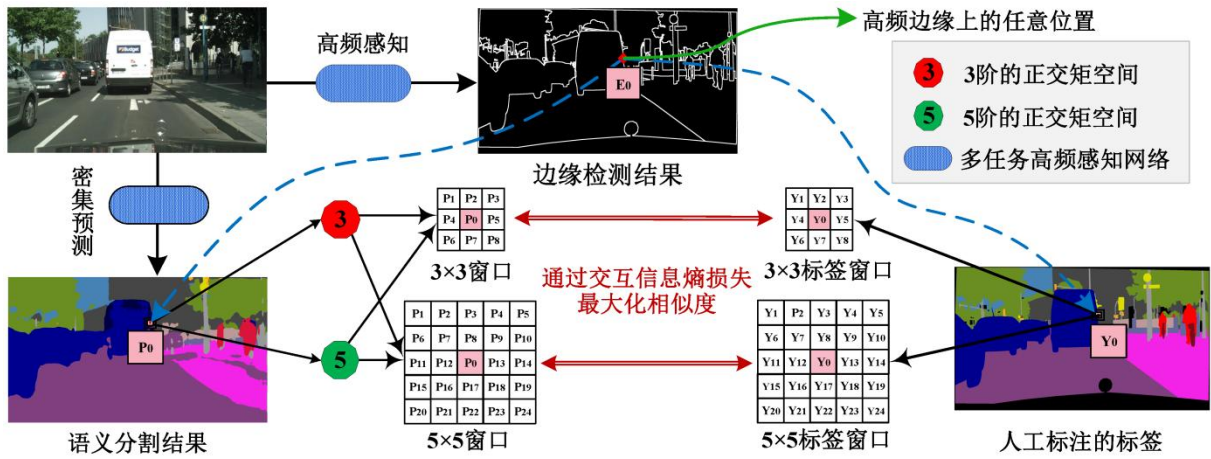 高频感知
E0
高频边缘上的任意位置
3 3阶的正交矩空间
5 5阶的正交矩空间
多任务高频感知网络
边缘检测结果
密集预测
3
5
P0
语义分割结果
P1 P2 P3
P4 P0 P5
P6 P7 P8
3×3窗口
P1 P2 P3 P4 P5
P6 P7 P8 P9 P10
P11 P12 P0 P13 P14
P15 P16 P17 P18 P19
P20 P21 P22 P23 P24
5×5窗口
通过交互信息熵损失
最大化相似度
Y1 Y2 Y3
Y4 Y0 Y5
Y6 Y7 Y8
3×3标签窗口
Y1 P2 Y3 Y4 Y5
Y6 Y7 Y8 Y9 Y10
Y11 Y12 Y0 Y13 Y14
Y15 Y16 Y17 Y18 Y19
Y20 Y21 Y22 Y23 Y24
5×5标签窗口
Y0
人工标注的标签